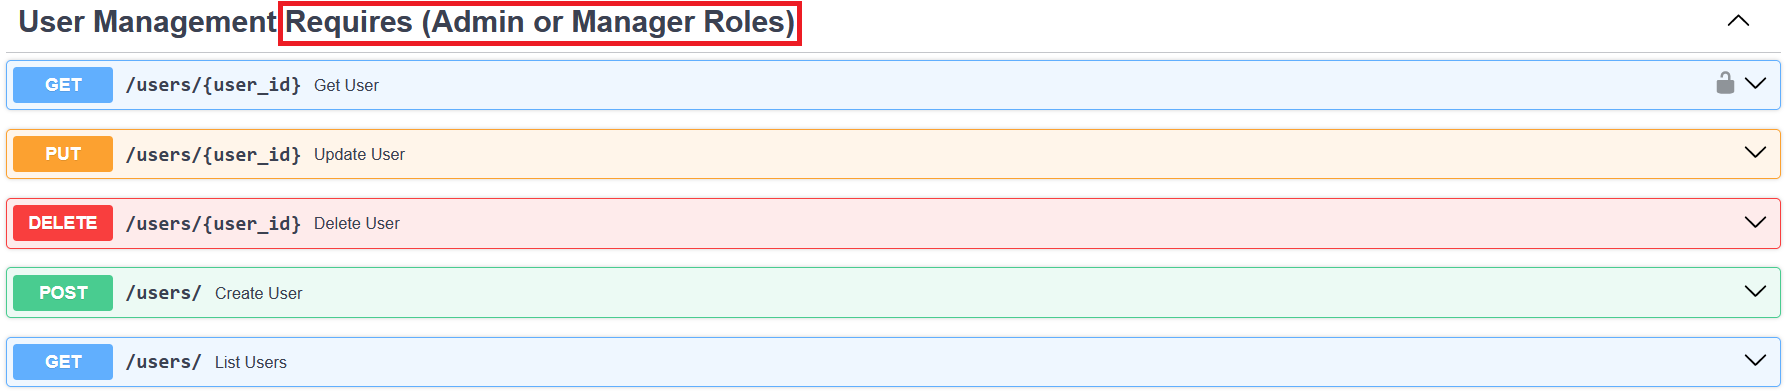 User Management Requires (Admin or Manager Roles)
GET /users/{user_id} Get User
PUT /users/{user_id} Update User
DELETE /users/{user_id} Delete User
POST /users/ Create User
GET /users/ List Users